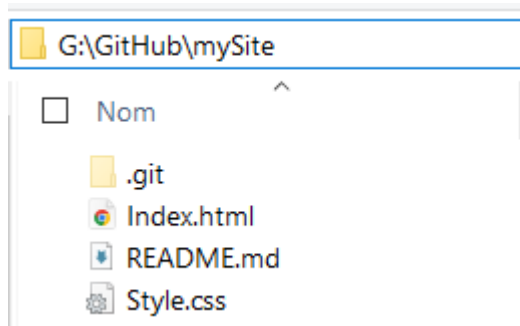 G:\GitHub\mySite
Nom
.git
Index.html
README.md
Style.css